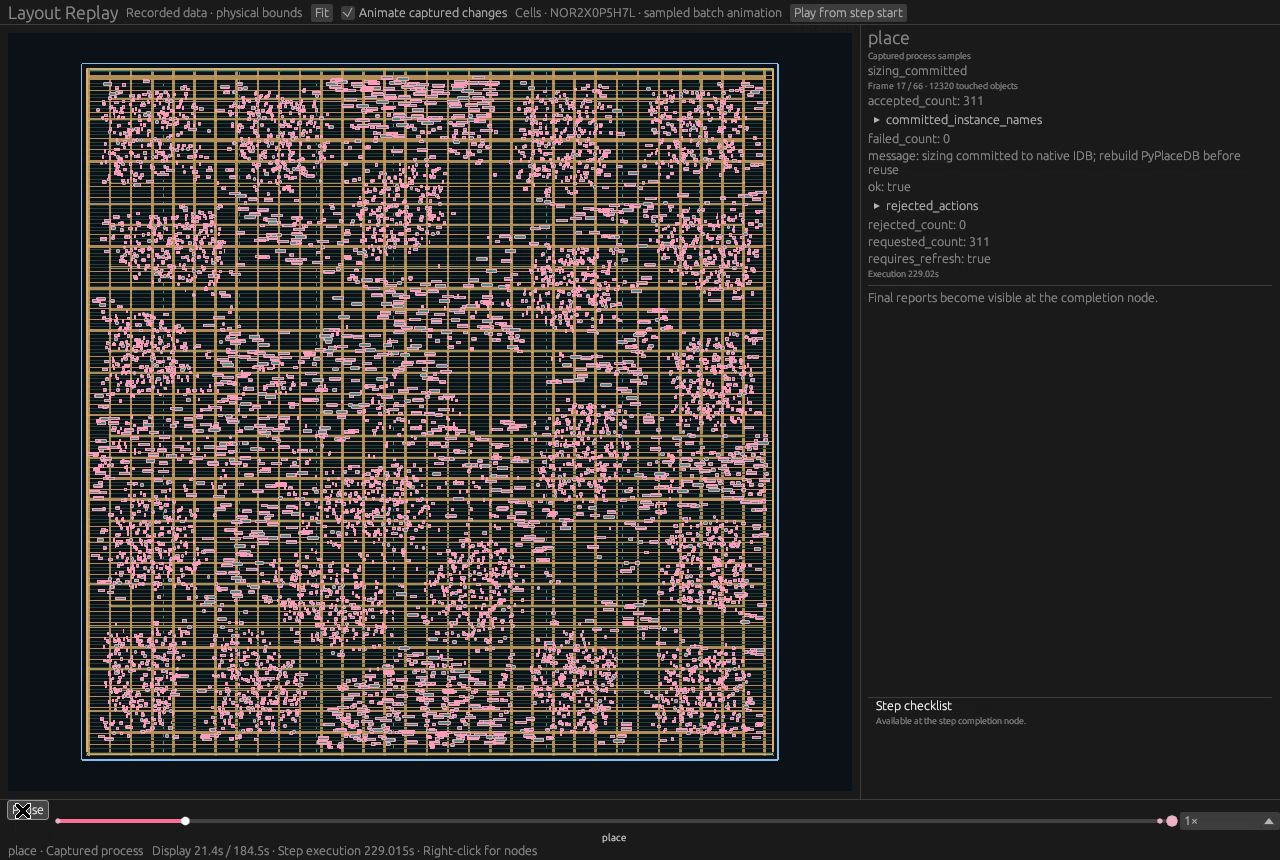 Layout Replay Recorded data · physical bounds Fit Animate captured changes Cells · NOR2X0P5H7L · sampled batch animation Play from step start
place
Captured process samples
sizing_committed
Frame 17 / 66 · 12320 touched objects
accepted_count: 311
▸ committed_instance_names
failed_count: 0
message: sizing committed to native IDB; rebuild PyPlaceDB before
reuse
ok: true
▸ rejected_actions
rejected_count: 0
requested_count: 311
requires_refresh: true
Execution 229.02s
Final reports become visible at the completion node.
Step checklist
Available at the step completion node.
1×
place
place · Captured process Display 21.4s / 184.5s · Step execution 229.015s · Right-click for nodes